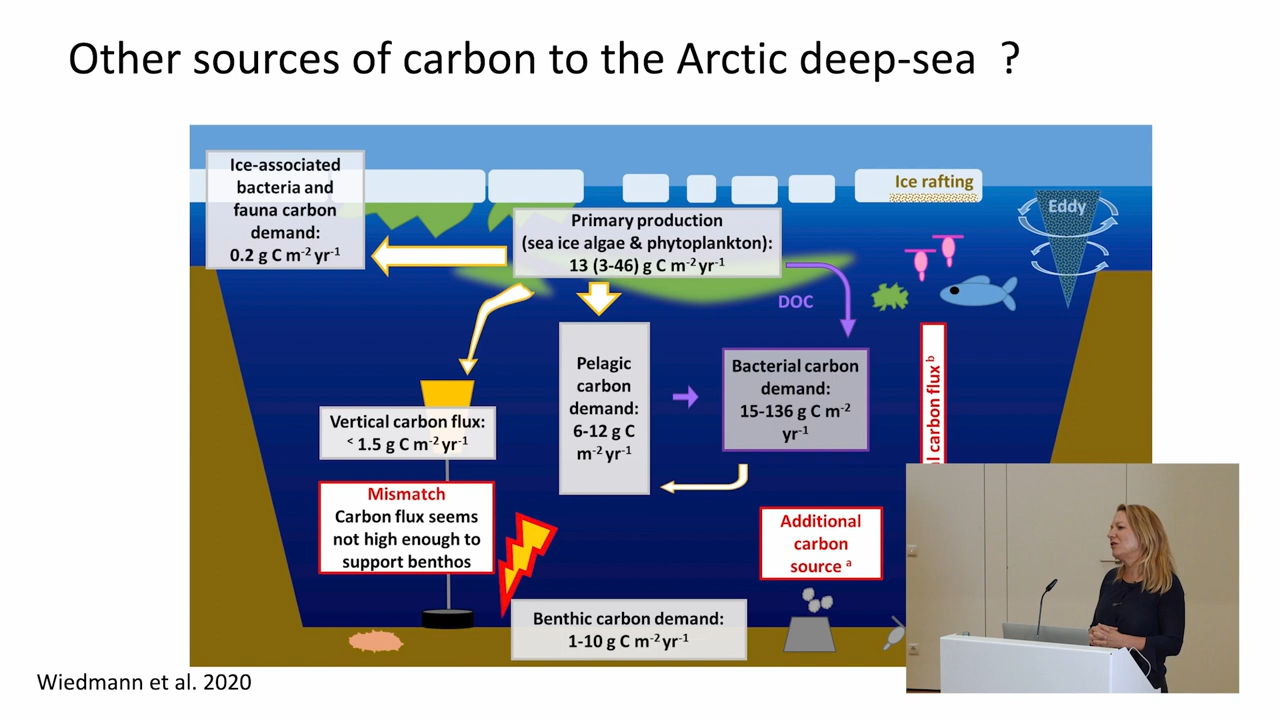 Other sources of carbon to the Arctic deep-sea ?
Ice-associated
bacteria and
fauna carbon
demand:
0.2 g C m⁻² yr⁻¹
Primary production
(sea ice algae & phytoplankton):
13 (3-46) g C m⁻² yr⁻¹
Ice rafting
Eddy
DOC
Pelagic
carbon
demand:
6-12 g C
m⁻² yr⁻¹
Bacterial carbon
demand:
15-136 g C m⁻²
yr⁻¹
carbon flux ᵇ
Vertical carbon flux:
< 1.5 g C m⁻² yr⁻¹
Mismatch
Carbon flux seems
not high enough to
support benthos
Additional
carbon
source ᵃ
Benthic carbon demand:
1-10 g C m⁻² yr⁻¹
Wiedmann et al. 2020